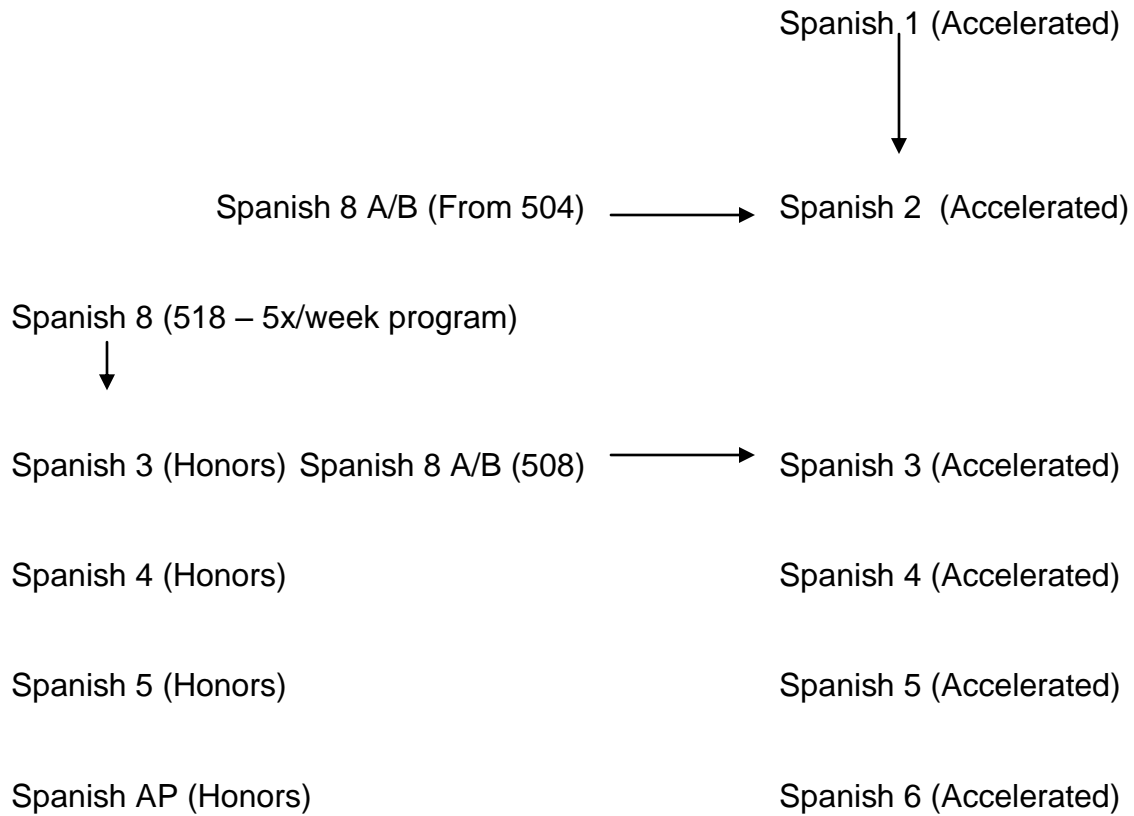 Spanish 1 (Accelerated)
Spanish 8 A/B (From 504) Spanish 2 (Accelerated)
Spanish 8 (518 – 5x/week program)
Spanish 3 (Honors) Spanish 8 A/B (508) Spanish 3 (Accelerated)
Spanish 4 (Honors) Spanish 4 (Accelerated)
Spanish 5 (Honors) Spanish 5 (Accelerated)
Spanish AP (Honors) Spanish 6 (Accelerated)